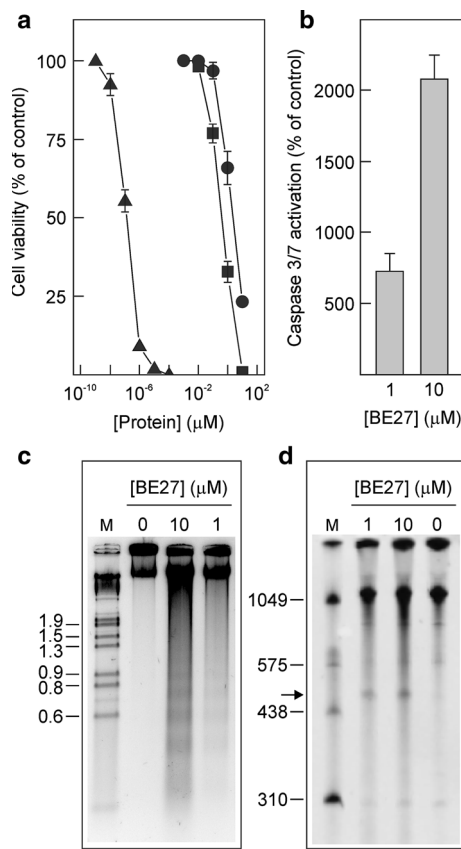 a
100
75
50
25
Cell viability (% of control)
10⁻¹⁰ 10⁻⁶ 10⁻² 10²
[Protein] (μM)
b
2000
1500
1000
500
Caspase 3/7 activation (% of control)
1 10
[BE27] (μM)
c
[BE27] (μM)
M 0 10 1
1.9
1.5
1.3
0.9
0.8
0.6
d
[BE27] (μM)
M 1 10 0
1049
575
438
310